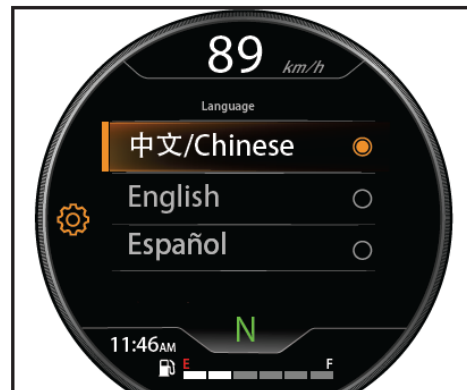 89 km/h
Language
中文/Chinese
English
Español
N
11:46AM
E F